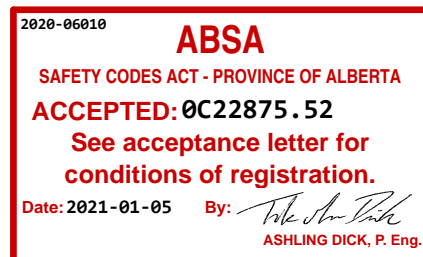 2020-06010
ABSA
SAFETY CODES ACT - PROVINCE OF ALBERTA
ACCEPTED: 0C22875.52
See acceptance letter for
conditions of registration.
Date: 2021-01-05 By:
ASHLING DICK, P. Eng.